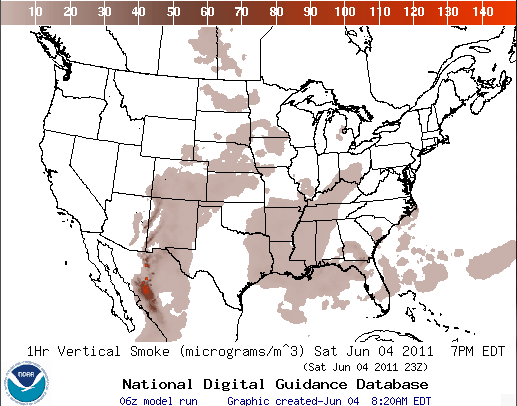 10 20 30 40 50 60 70 80 90 100 110 120 130 140
1Hr Vertical Smoke (micrograms/m^3) Sat Jun 04 2011 7PM EDT
(Sat Jun 04 2011 23Z)
NOAA
National Digital Guidance Database
06z model run Graphic created-Jun 04 8:20AM EDT